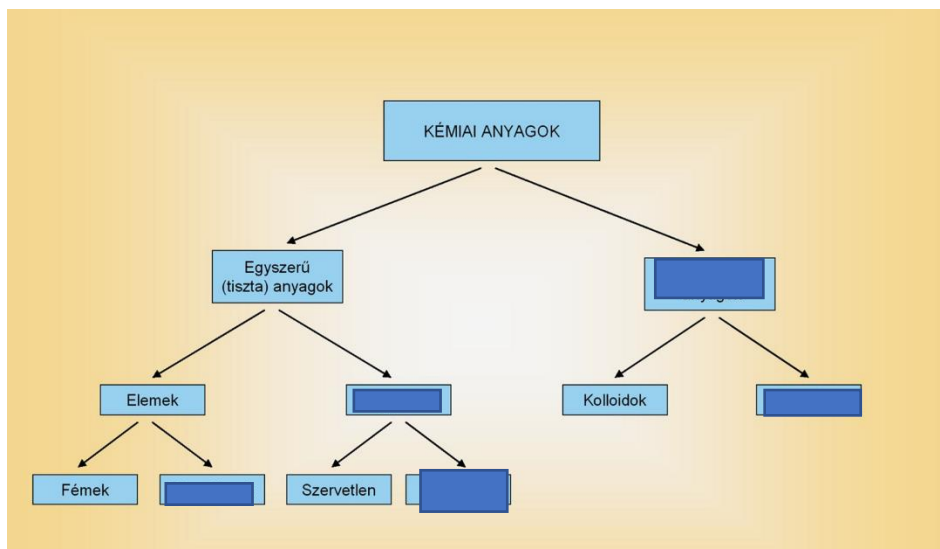 KÉMIAI ANYAGOK
Egyszerű
(tiszta) anyagok
Elemek
Kolloidok
Fémek
Szervetlen